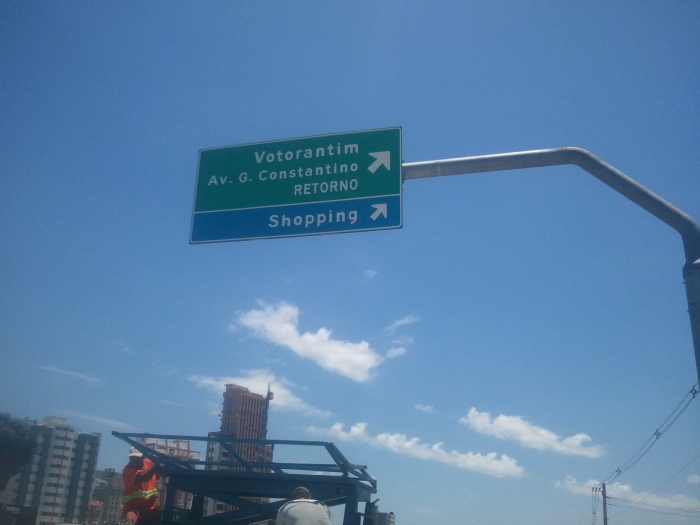 Votorantim
Av. G. Constantino
RETORNO
Shopping